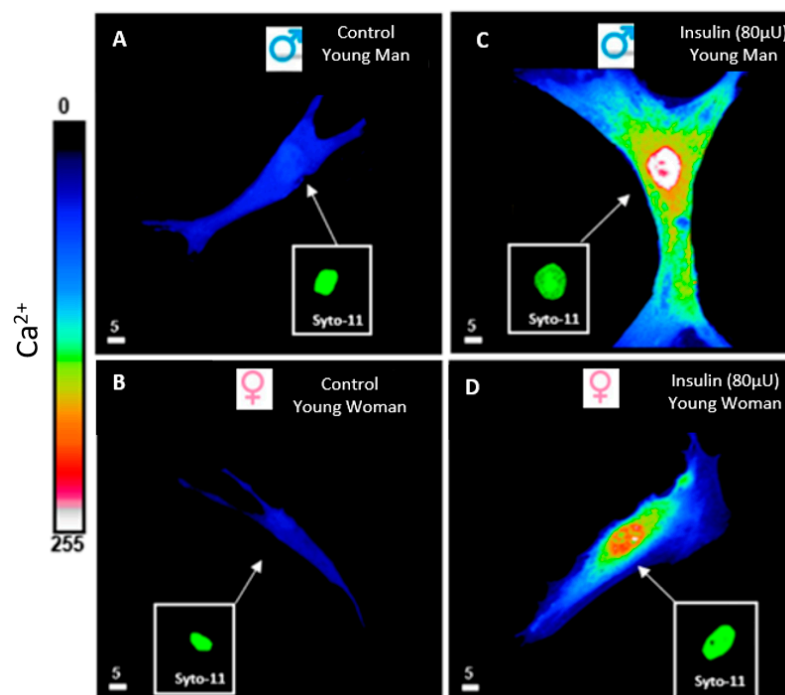 A
Control
Young Man
C
Insulin (80μU)
Young Man
0
Ca²⁺
255
Syto-11
5
Syto-11
5
B
Control
Young Woman
D
Insulin (80μU)
Young Woman
Syto-11
5
Syto-11
5